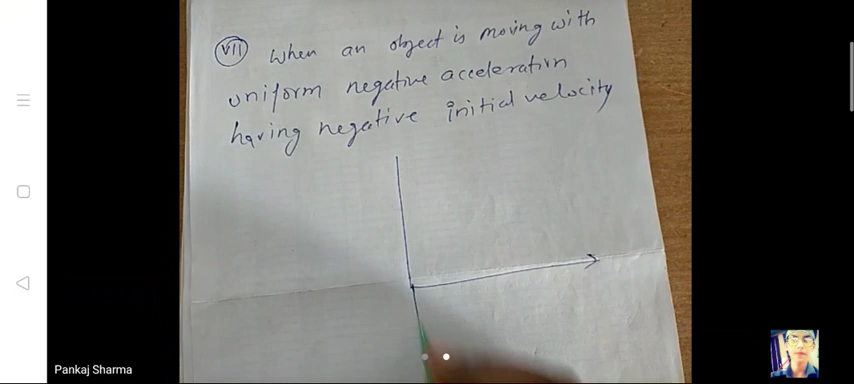 VII When an object is moving with
uniform negative acceleration
having negative initial velocity
Pankaj Sharma